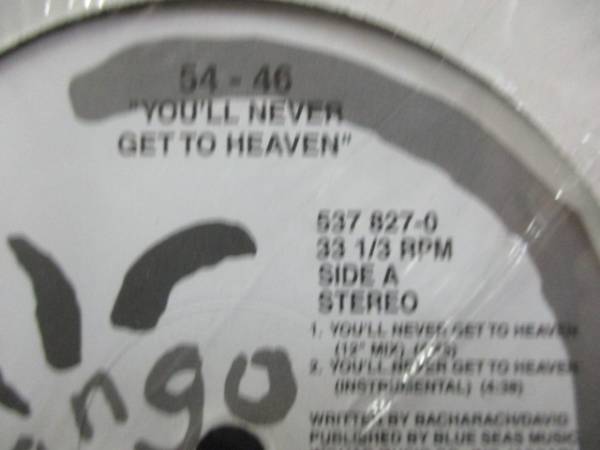 54 - 46
"YOU'LL NEVER
GET TO HEAVEN"
537 827-0
33 1/3 RPM
SIDE A
STEREO
1. YOU'LL NEVER GET TO HEAVEN
(12" MIX)
2. YOU'LL NEVER GET TO HEAVEN
(INSTRUMENTAL) (4:38)
ngo
WRITTEN BY BACHARACH/DAVID
PUBLISHED BY BLUE SEAS MUSIC